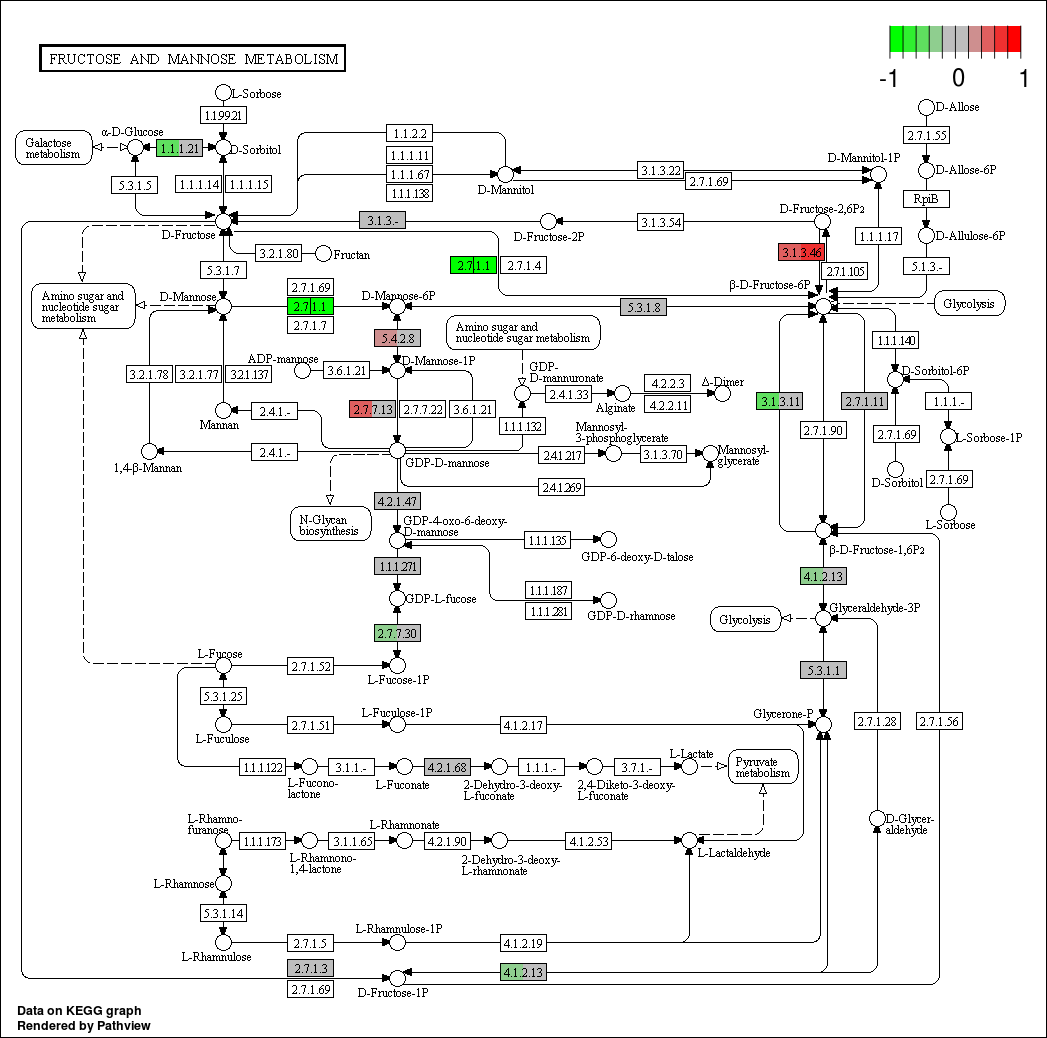 FRUCTOSE AND MANNOSE METABOLISM
-1 0 1
L-Sorbose
1.1.99.21
α-D-Glucose
Galactose
metabolism
1.1.1.21
D-Sorbitol
5.3.1.5
1.1.1.14
1.1.1.15
1.1.2.2
1.1.1.11
1.1.1.67
1.1.1.138
D-Mannitol
3.1.3.22
2.7.1.69
D-Mannitol-1P
D-Allose
2.7.1.55
D-Allose-6P
RpiB
D-Allulose-6P
5.1.3.-
D-Fructose
3.1.3.-
D-Fructose-2P
3.1.3.54
D-Fructose-2,6P2
1.1.1.17
3.2.1.80
Fructan
5.3.1.7
2.7.1.1
2.7.1.4
3.1.3.46
2.7.1.105
β-D-Fructose-6P
Glycolysis
Amino sugar and
nucleotide sugar
metabolism
D-Mannose
2.7.1.69
2.7.1.1
2.7.1.7
D-Mannose-6P
5.3.1.8
5.4.2.8
Amino sugar and
nucleotide sugar metabolism
1.1.1.140
D-Sorbitol-6P
ADP-mannose
3.6.1.21
D-Mannose-1P
GDP-
D-mannuronate
2.4.1.33
Alginate
4.2.2.3
4.2.2.11
Δ-Dimer
3.2.1.78
3.2.1.77
3.2.1.137
Mannan
2.4.1.-
2.7.7.13
2.7.7.22
3.6.1.21
1.1.1.132
3.1.3.11
2.7.1.11
2.7.1.90
2.7.1.69
1.1.1.-
L-Sorbose-1P
2.7.1.69
D-Sorbitol
L-Sorbose
1,4-β-Mannan
2.4.1.-
GDP-D-mannose
2.4.1.217
Mannosyl-
3-phosphoglycerate
3.1.3.70
Mannosyl-
glycerate
2.4.1.269
N-Glycan
biosynthesis
4.2.1.47
GDP-4-oxo-6-deoxy-
D-mannose
1.1.1.135
GDP-6-deoxy-D-talose
1.1.1.271
GDP-L-fucose
1.1.1.187
1.1.1.281
GDP-D-rhamnose
β-D-Fructose-1,6P2
4.1.2.13
Glyceraldehyde-3P
Glycolysis
2.7.7.30
5.3.1.1
L-Fucose
2.7.1.52
L-Fucose-1P
5.3.1.25
L-Fuculose
2.7.1.51
L-Fuculose-1P
4.1.2.17
Glycerone-P
2.7.1.28
2.7.1.56
1.1.1.122
L-Fucono-
lactone
3.1.1.-
L-Fuconate
4.2.1.68
2-Dehydro-3-deoxy-
L-fuconate
1.1.1.-
2,4-Diketo-3-deoxy-
L-fuconate
3.7.1.-
L-Lactate
Pyruvate
metabolism
L-Rhamno-
furanose
1.1.1.173
L-Rhamnono-
1,4-lactone
3.1.1.65
L-Rhamnonate
4.2.1.90
2-Dehydro-3-deoxy-
L-rhamnonate
4.1.2.53
L-Lactaldehyde
D-Glycer-
aldehyde
L-Rhamnose
5.3.1.14
L-Rhamnulose
2.7.1.5
L-Rhamnulose-1P
4.1.2.19
2.7.1.3
2.7.1.69
D-Fructose-1P
4.1.2.13
Data on KEGG graph
Rendered by Pathview